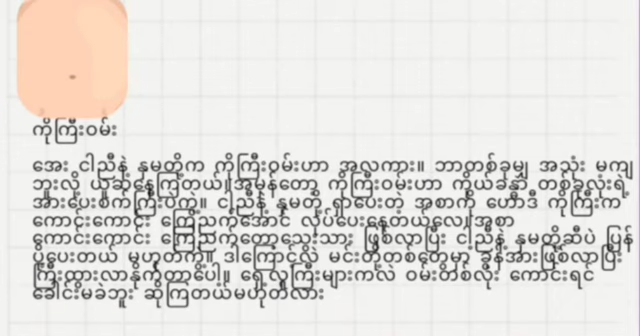 ကိုကြီးဝမ်း
အေး ငါ့ညီနဲ့ နှမတို့က ကိုကြီးဝမ်းဟာ အလကား။ ဘာတစ်ခုမျှ အသုံး မကျ
ဘူးလို့ ယူဆနေကြတယ်။အမှန်တော့ ကိုကြီးဝမ်းဟာ ကိုယ်ခန္ဓာ တစ်ခုလုံးရဲ့
အားပေးစက်ကြီးပဲကွ။ ငါ့ညီနဲ့ နှမတို့ ရှာပေးတဲ့ အစာကို ဟောဒီ ကိုကြီးက
ကောင်းကောင်း ကြေညက်အောင် လုပ်ပေးနေတယ်လေ။အစာ
ကောင်းကောင်း ကြေညက်တော့သွေးသား ဖြစ်လာပြီး ငါ့ညီနဲ့ နှမတို့ဆီပဲ ပြန်
ပို့ပေးတယ် မဟုတ်ကွ။ ဒါကြောင့်လဲ မင်းတို့တစ်တွေမှာ ခွန်အားဖြစ်လာပြီး
ကြီးထွားလာနိုင်တာပေါ့။ ရှေးလူကြီးများကလဲ ဝမ်းတစ်လုံး ကောင်းရင်
ခေါင်းမခဲဘူး ဆိုကြတယ်မဟုတ်လား